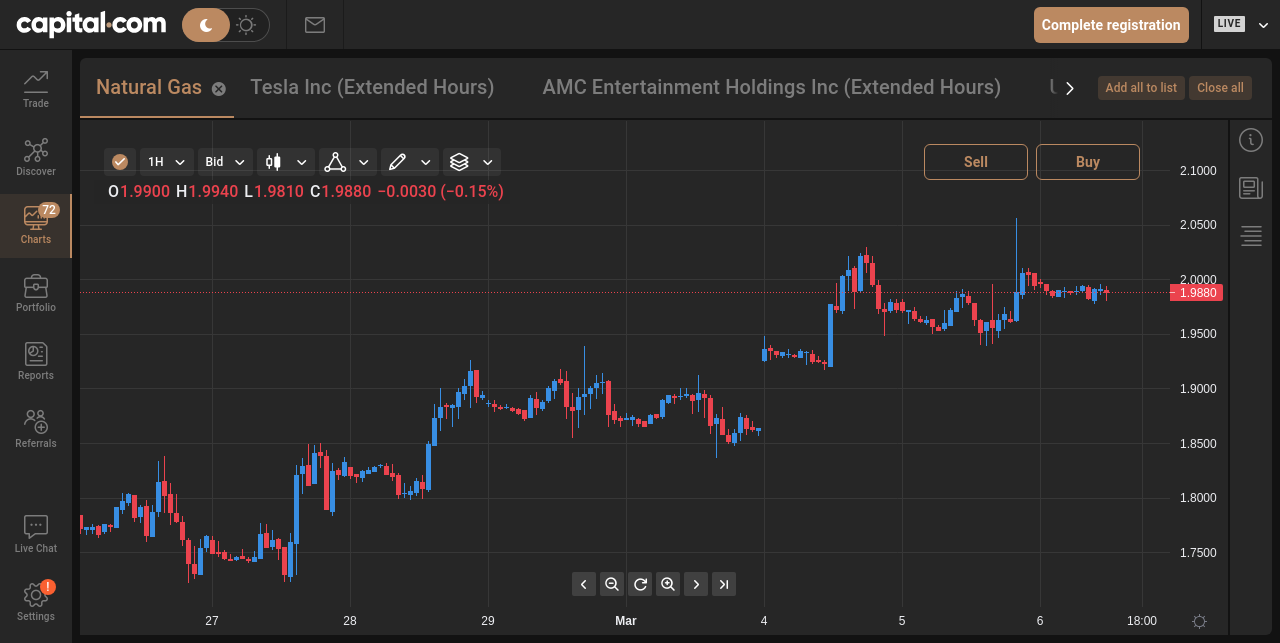 capital.com
Complete registration
LIVE
Natural Gas
Tesla Inc (Extended Hours)
AMC Entertainment Holdings Inc (Extended Hours)
Add all to list
Close all
Trade
Discover
72
Charts
Portfolio
Reports
Referrals
Live Chat
!
Settings
1H
Bid
Sell
Buy
O1.9900 H1.9940 L1.9810 C1.9880 −0.0030 (−0.15%)
2.1000
2.0500
2.0000
1.9880
1.9500
1.9000
1.8500
1.8000
1.7500
27 28 29 Mar 4 5 6 18:00